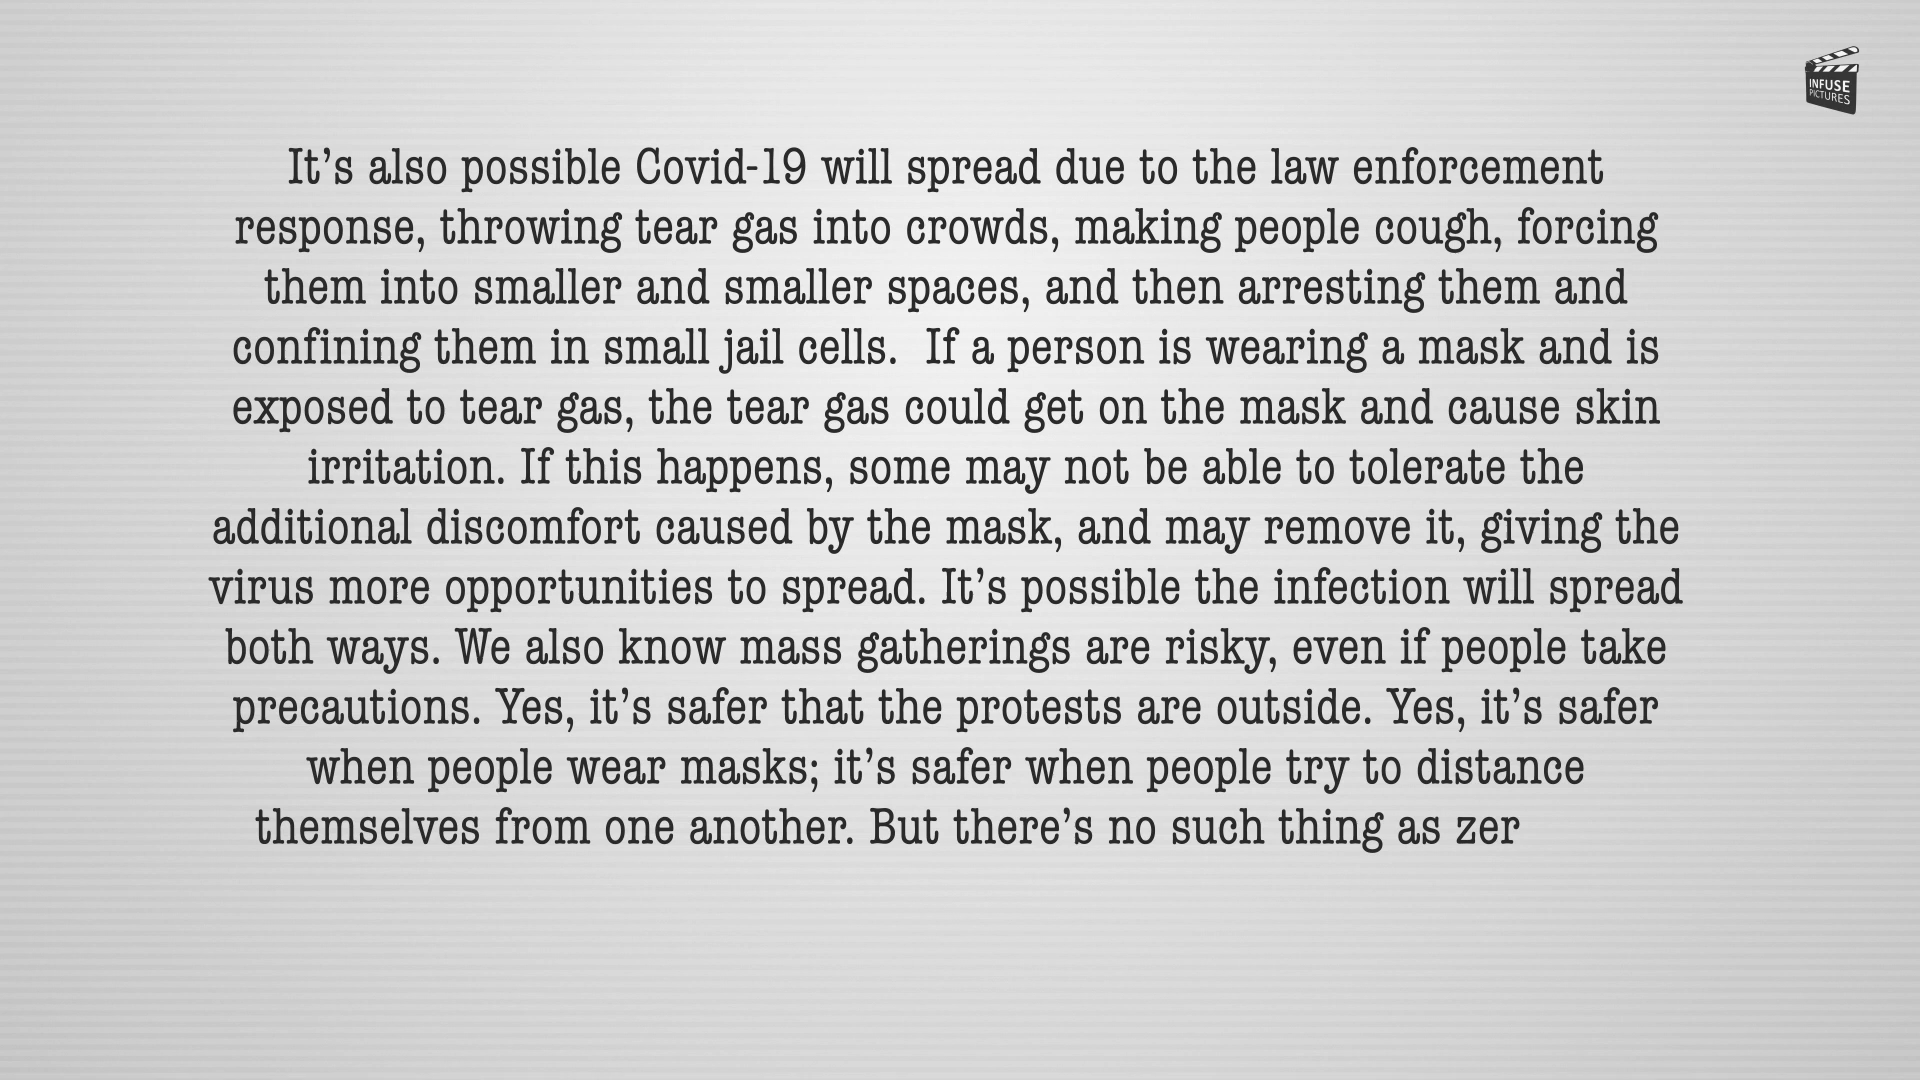 INFUSE
PICTURES
It’s also possible Covid-19 will spread due to the law enforcement
response, throwing tear gas into crowds, making people cough, forcing
them into smaller and smaller spaces, and then arresting them and
confining them in small jail cells.  If a person is wearing a mask and is
exposed to tear gas, the tear gas could get on the mask and cause skin
irritation. If this happens, some may not be able to tolerate the
additional discomfort caused by the mask, and may remove it, giving the
virus more opportunities to spread. It’s possible the infection will spread
both ways. We also know mass gatherings are risky, even if people take
precautions. Yes, it’s safer that the protests are outside. Yes, it’s safer
when people wear masks; it’s safer when people try to distance
themselves from one another. But there’s no such thing as zer